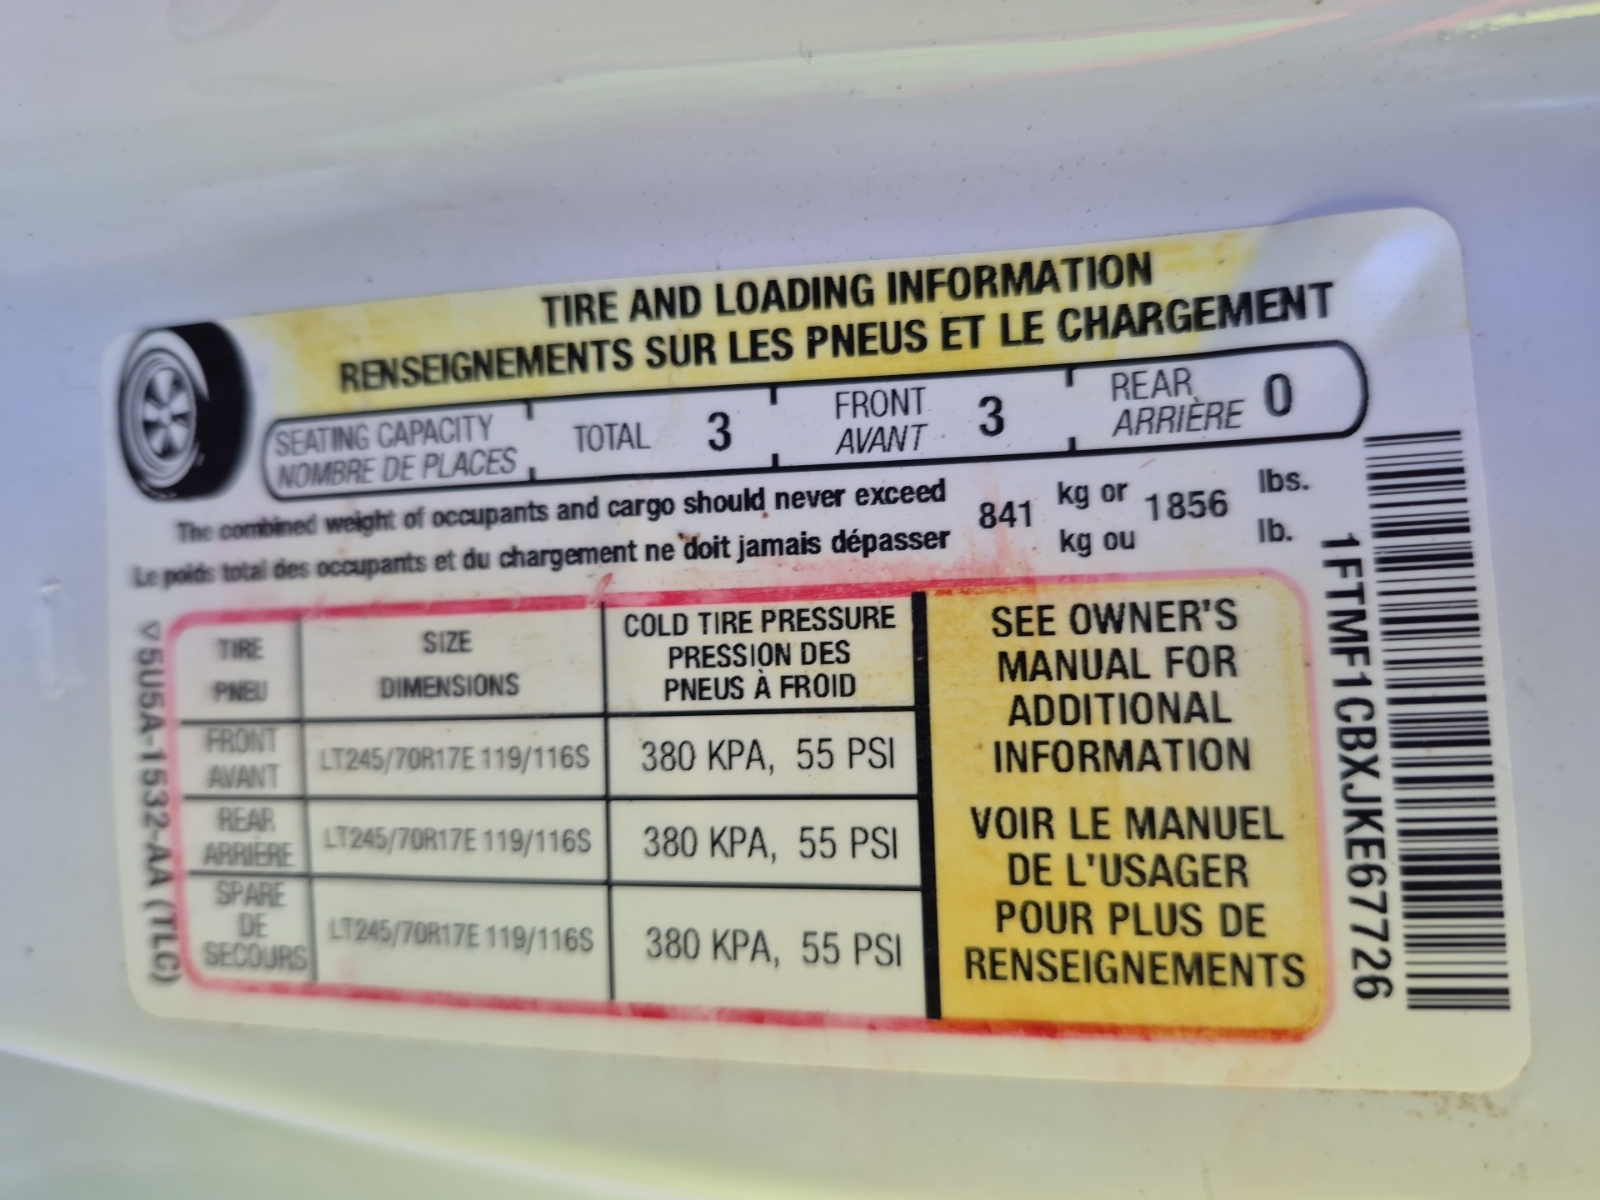 TIRE AND LOADING INFORMATION
RENSEIGNEMENTS SUR LES PNEUS ET LE CHARGEMENT
SEATING CAPACITY
NOMBRE DE PLACES
TOTAL 3
FRONT
AVANT
3
REAR
ARRIÈRE
0
The combined weight of occupants and cargo should never exceed 841 kg or 1856 lbs.
Le poids total des occupants et du chargement ne doit jamais dépasser kg ou lb.
TIRE
PNEU
SIZE
DIMENSIONS
COLD TIRE PRESSURE
PRESSION DES
PNEUS À FROID
FRONT
AVANT
LT245/70R17E 119/116S
380 KPA, 55 PSI
REAR
ARRIÈRE
LT245/70R17E 119/116S
380 KPA, 55 PSI
SPARE
DE
SECOURS
LT245/70R17E 119/116S
380 KPA, 55 PSI
SEE OWNER'S
MANUAL FOR
ADDITIONAL
INFORMATION
VOIR LE MANUEL
DE L'USAGER
POUR PLUS DE
RENSEIGNEMENTS
▽5U5A-1532-AA (TLC)
1FTMF1CBXJKE67726